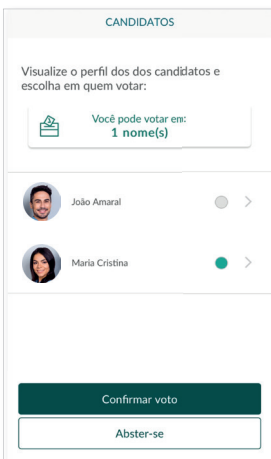 CANDIDATOS
Visualize o perfil dos dos candidatos e
escolha em quem votar:
Você pode votar em:
1 nome(s)
João Amaral
Maria Cristina
Confirmar voto
Abster-se